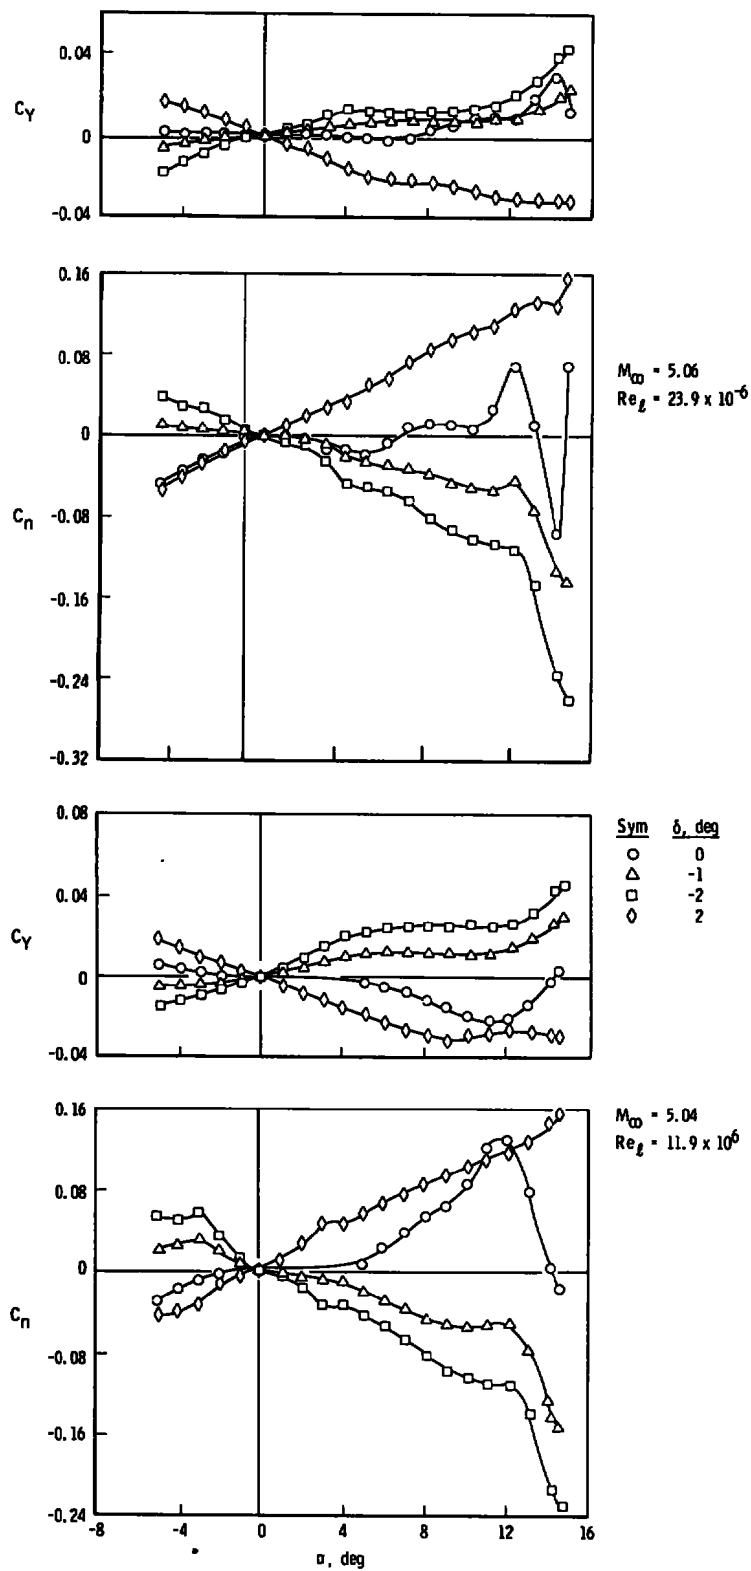 0.04
C_Y
0
-0.04
0.16
0.08
0
C_n
-0.08
-0.16
-0.24
-0.32
M_∞ = 5.06
Re_ℓ = 23.9 x 10^-6
0.08
0.04
C_Y
0
-0.04
Sym δ, deg
○ 0
△ -1
□ -2
◊ 2
0.16
0.08
0
C_n
-0.08
-0.16
-0.24
M_∞ = 5.04
Re_ℓ = 11.9 x 10^6
-8 -4 0 4 8 12 16
α, deg